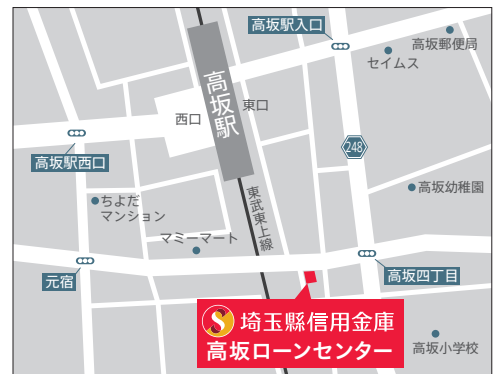 高坂駅入口
高坂郵便局
セイムス
高坂駅
西口
東口
248
高坂駅西口
ちよだ
マンション
高坂幼稚園
東武東上線
マミーマート
元宿
高坂四丁目
埼玉縣信用金庫
高坂ローンセンター
高坂小学校